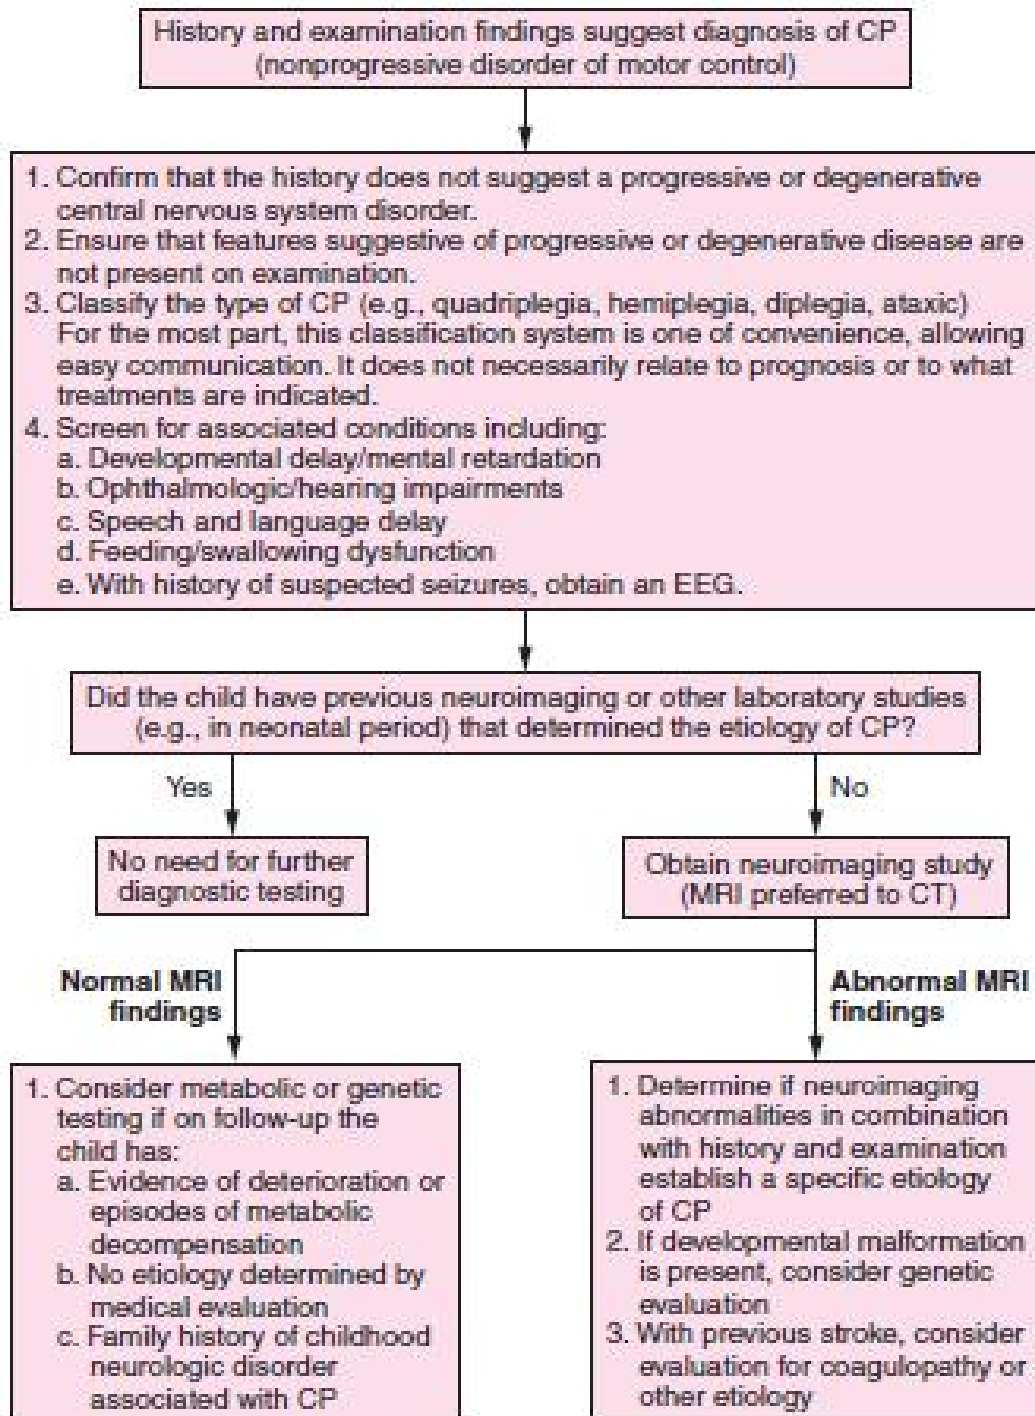 History and examination findings suggest diagnosis of CP
(nonprogressive disorder of motor control)
1. Confirm that the history does not suggest a progressive or degenerative
central nervous system disorder.
2. Ensure that features suggestive of progressive or degenerative disease are
not present on examination.
3. Classify the type of CP (e.g., quadriplegia, hemiplegia, diplegia, ataxic)
For the most part, this classification system is one of convenience, allowing
easy communication. It does not necessarily relate to prognosis or to what
treatments are indicated.
4. Screen for associated conditions including:
a. Developmental delay/mental retardation
b. Ophthalmologic/hearing impairments
c. Speech and language delay
d. Feeding/swallowing dysfunction
e. With history of suspected seizures, obtain an EEG.
Did the child have previous neuroimaging or other laboratory studies
(e.g., in neonatal period) that determined the etiology of CP?
Yes
No
No need for further
diagnostic testing
Obtain neuroimaging study
(MRI preferred to CT)
Normal MRI
findings
Abnormal MRI
findings
1. Consider metabolic or genetic
testing if on follow-up the
child has:
a. Evidence of deterioration or
episodes of metabolic
decompensation
b. No etiology determined by
medical evaluation
c. Family history of childhood
neurologic disorder
associated with CP
1. Determine if neuroimaging
abnormalities in combination
with history and examination
establish a specific etiology
of CP
2. If developmental malformation
is present, consider genetic
evaluation
3. With previous stroke, consider
evaluation for coagulopathy or
other etiology